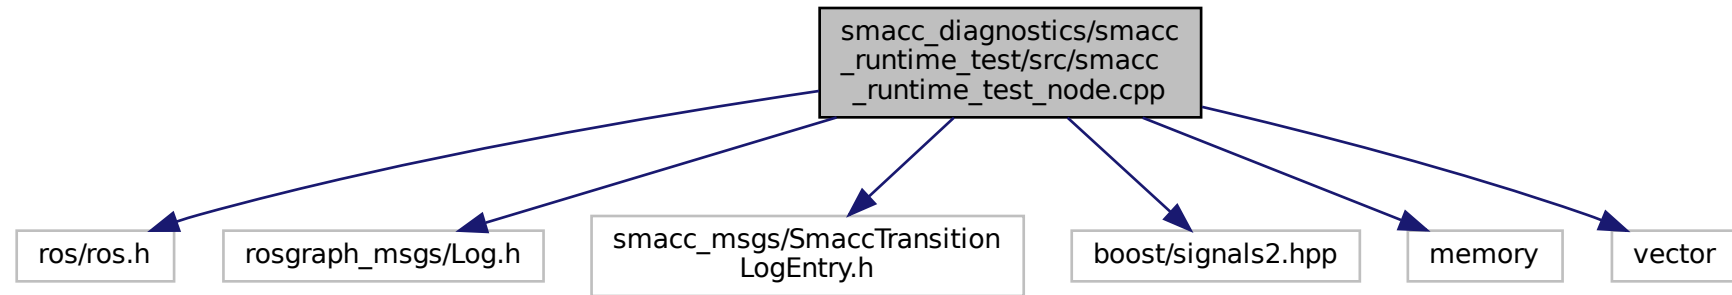 smacc_diagnostics/smacc
_runtime_test/src/smacc
_runtime_test_node.cpp
ros/ros.h
rosgraph_msgs/Log.h
smacc_msgs/SmaccTransition
LogEntry.h
boost/signals2.hpp
memory
vector